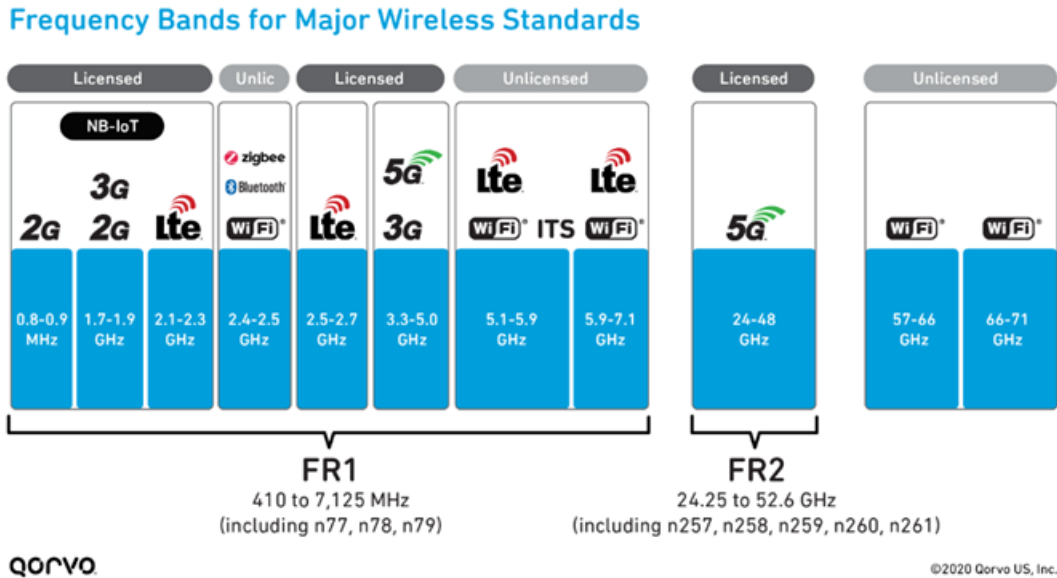 Frequency Bands for Major Wireless Standards
Licensed
Unlic
Licensed
Unlicensed
Licensed
Unlicensed
NB-IoT
2G
3G
2G
lte
zigbee
Bluetooth
WiFi
lte
5G
3G
lte
WiFi
ITS
lte
WiFi
5G
WiFi
WiFi
0.8-0.9
MHz
1.7-1.9
GHz
2.1-2.3
GHz
2.4-2.5
GHz
2.5-2.7
GHz
3.3-5.0
GHz
5.1-5.9
GHz
5.9-7.1
GHz
24-48
GHz
57-66
GHz
66-71
GHz
FR1
410 to 7,125 MHz
(including n77, n78, n79)
FR2
24.25 to 52.6 GHz
(including n257, n258, n259, n260, n261)
QORVO
©2020 Qorvo US, Inc.